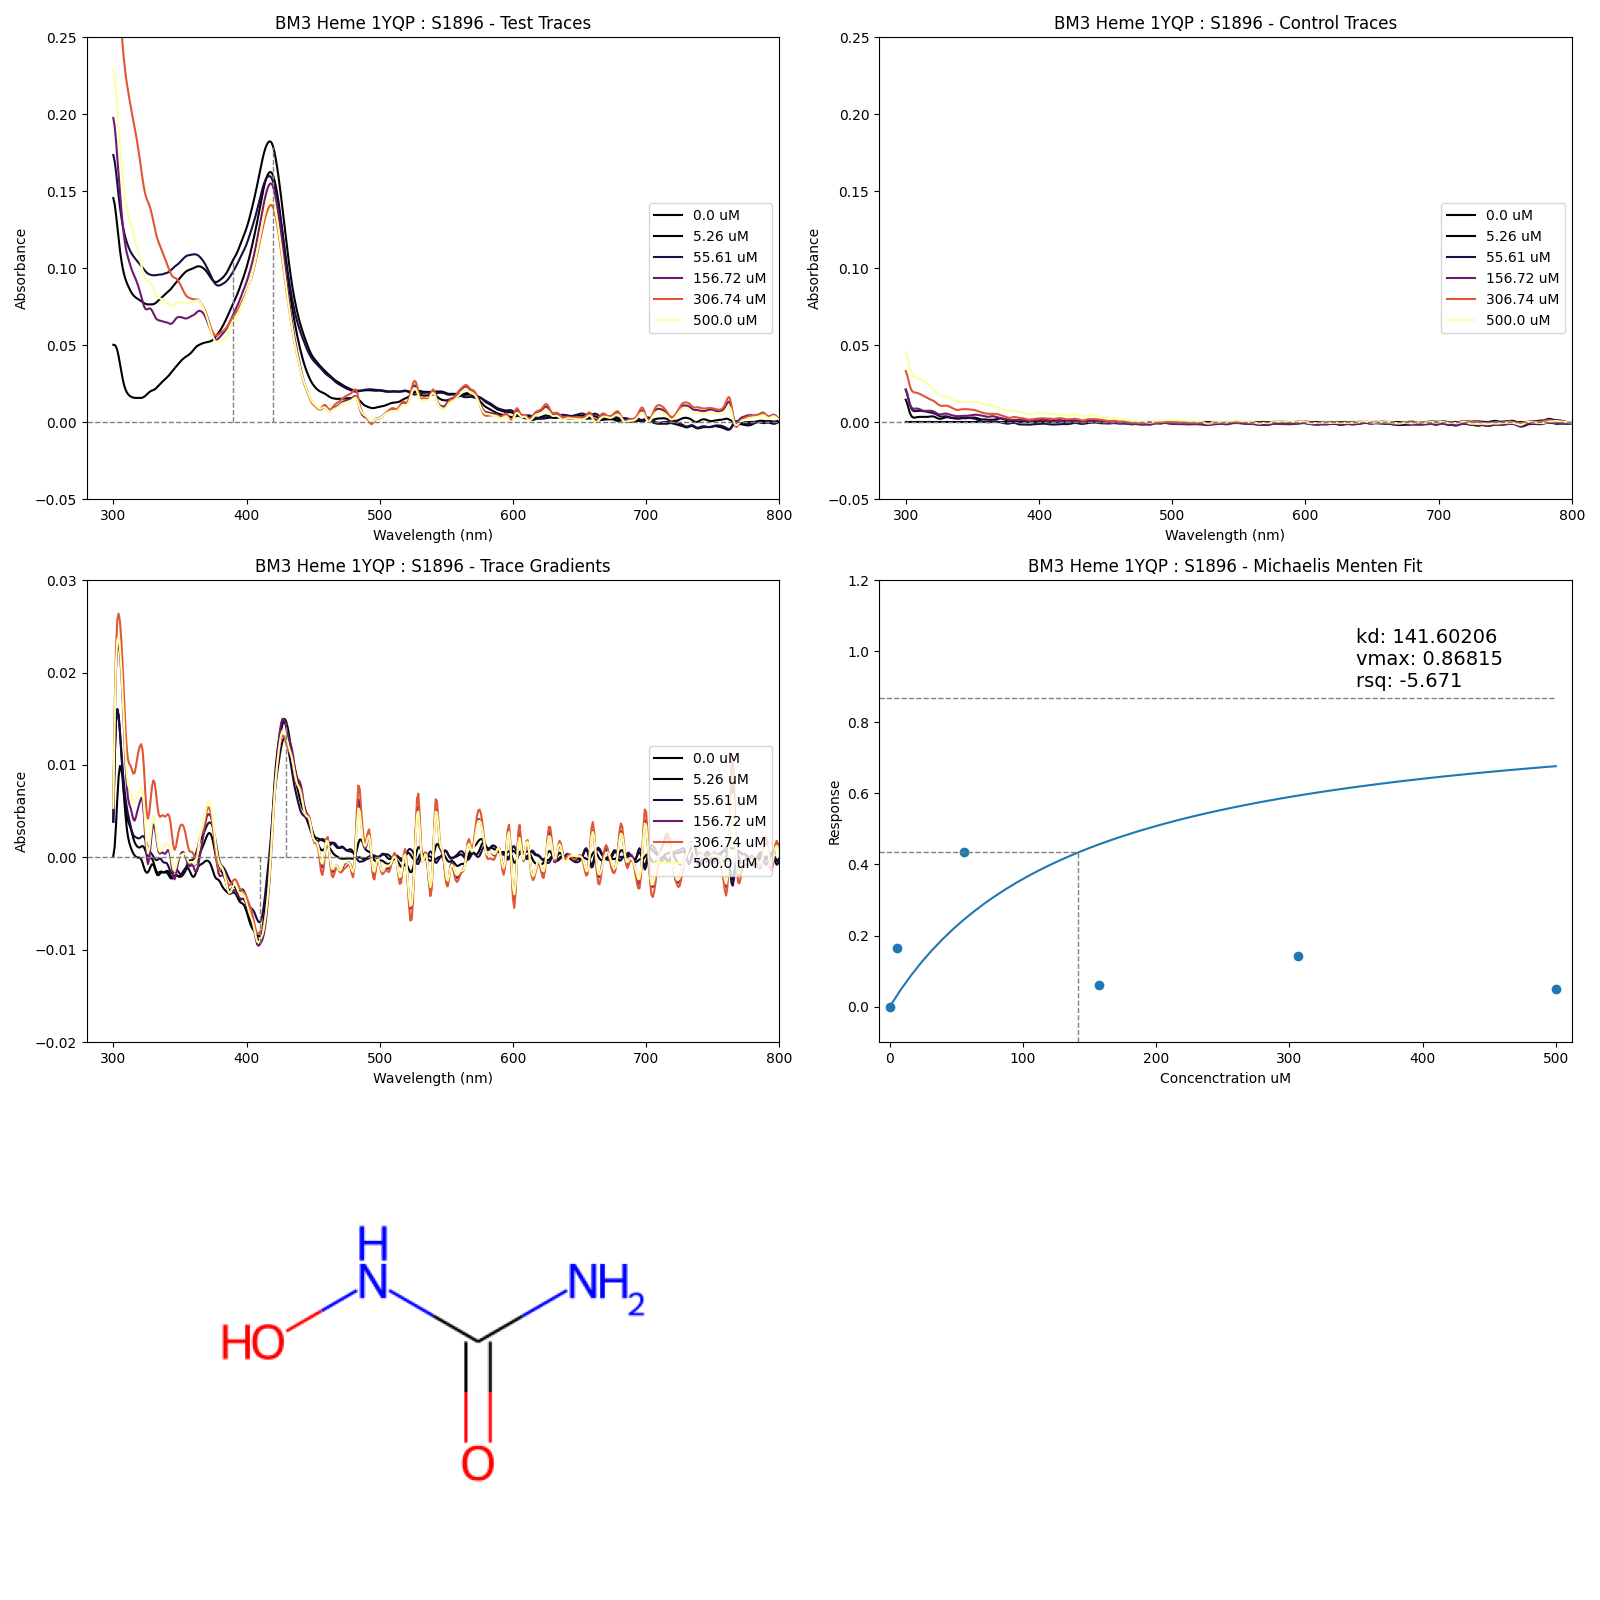 BM3 Heme 1YQP : S1896 - Test Traces
0.25
0.20
0.15
0.10
0.05
0.00
−0.05
Absorbance
300 400 500 600 700 800
Wavelength (nm)
0.0 uM
5.26 uM
55.61 uM
156.72 uM
306.74 uM
500.0 uM
BM3 Heme 1YQP : S1896 - Control Traces
0.25
0.20
0.15
0.10
0.05
0.00
−0.05
Absorbance
300 400 500 600 700 800
Wavelength (nm)
0.0 uM
5.26 uM
55.61 uM
156.72 uM
306.74 uM
500.0 uM
BM3 Heme 1YQP : S1896 - Trace Gradients
0.03
0.02
0.01
0.00
−0.01
−0.02
Absorbance
300 400 500 600 700 800
Wavelength (nm)
0.0 uM
5.26 uM
55.61 uM
156.72 uM
306.74 uM
500.0 uM
BM3 Heme 1YQP : S1896 - Michaelis Menten Fit
1.2
1.0
0.8
0.6
0.4
0.2
0.0
Response
kd: 141.60206
vmax: 0.86815
rsq: -5.671
0 100 200 300 400 500
Concenctration uM
H
N
NH2
HO
O